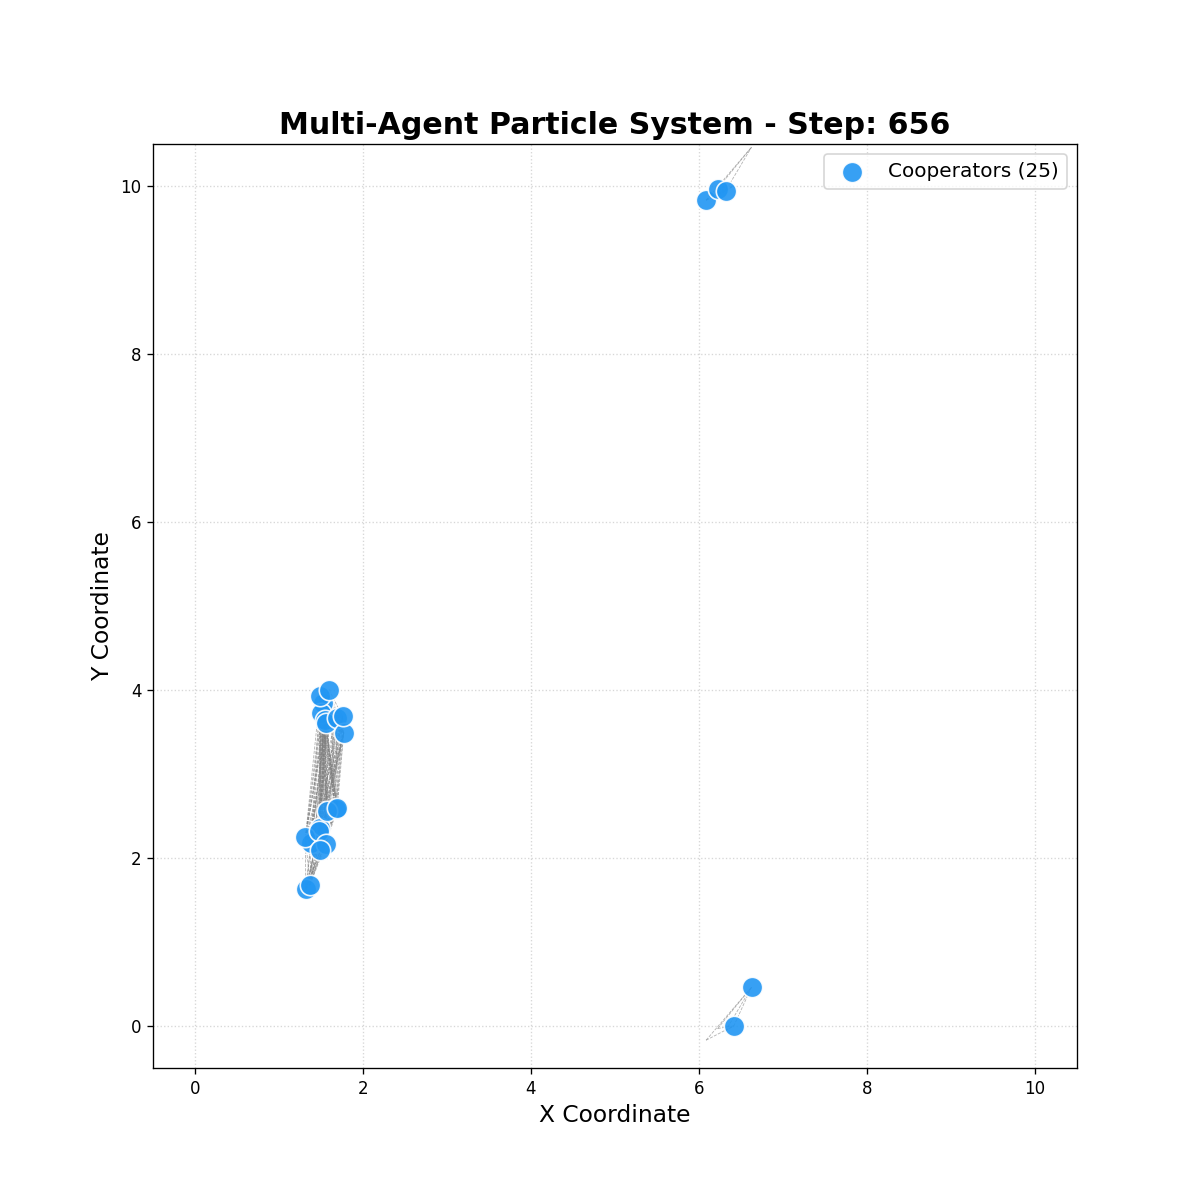 Multi-Agent Particle System - Step: 656
Cooperators (25)
10
8
6
4
2
0
Y Coordinate
0 2 4 6 8 10
X Coordinate